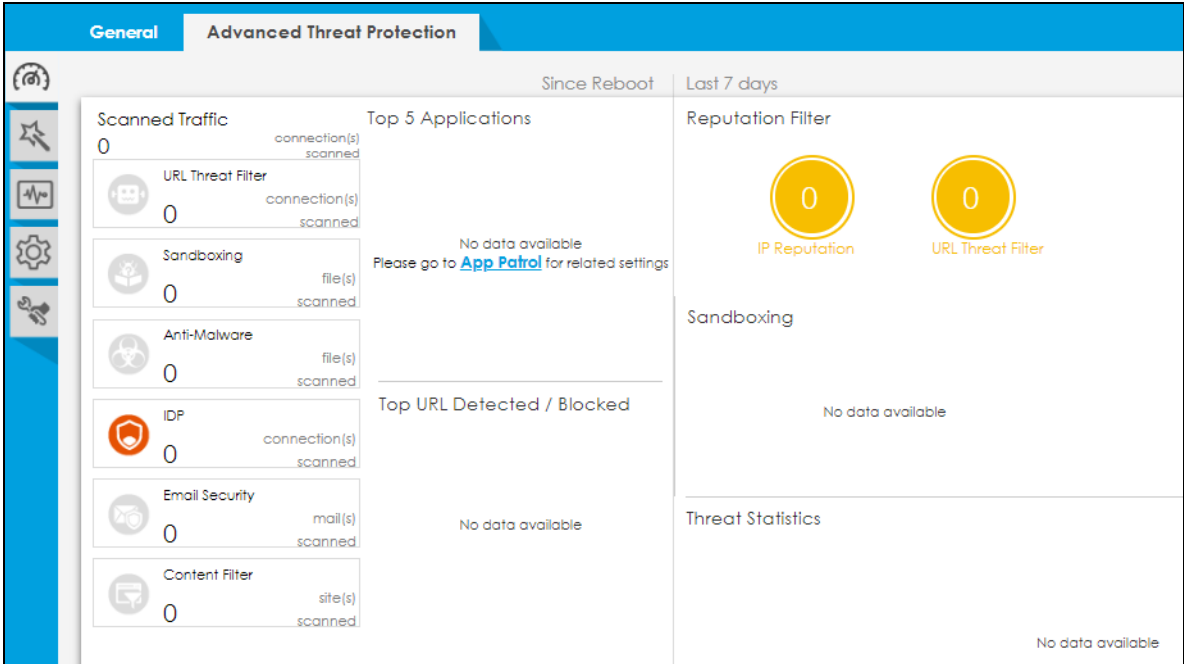 General
Advanced Threat Protection
Since Reboot
Last 7 days
Scanned Traffic
0
connection(s)
scanned
URL Threat Filter
0
connection(s)
scanned
Sandboxing
0
file(s)
scanned
Anti-Malware
0
file(s)
scanned
IDP
0
connection(s)
scanned
Email Security
0
mail(s)
scanned
Content Filter
0
site(s)
scanned
Top 5 Applications
No data available
Please go to App Patrol for related settings
Top URL Detected / Blocked
No data available
Reputation Filter
0
IP Reputation
0
URL Threat Filter
Sandboxing
No data available
Threat Statistics
No data available